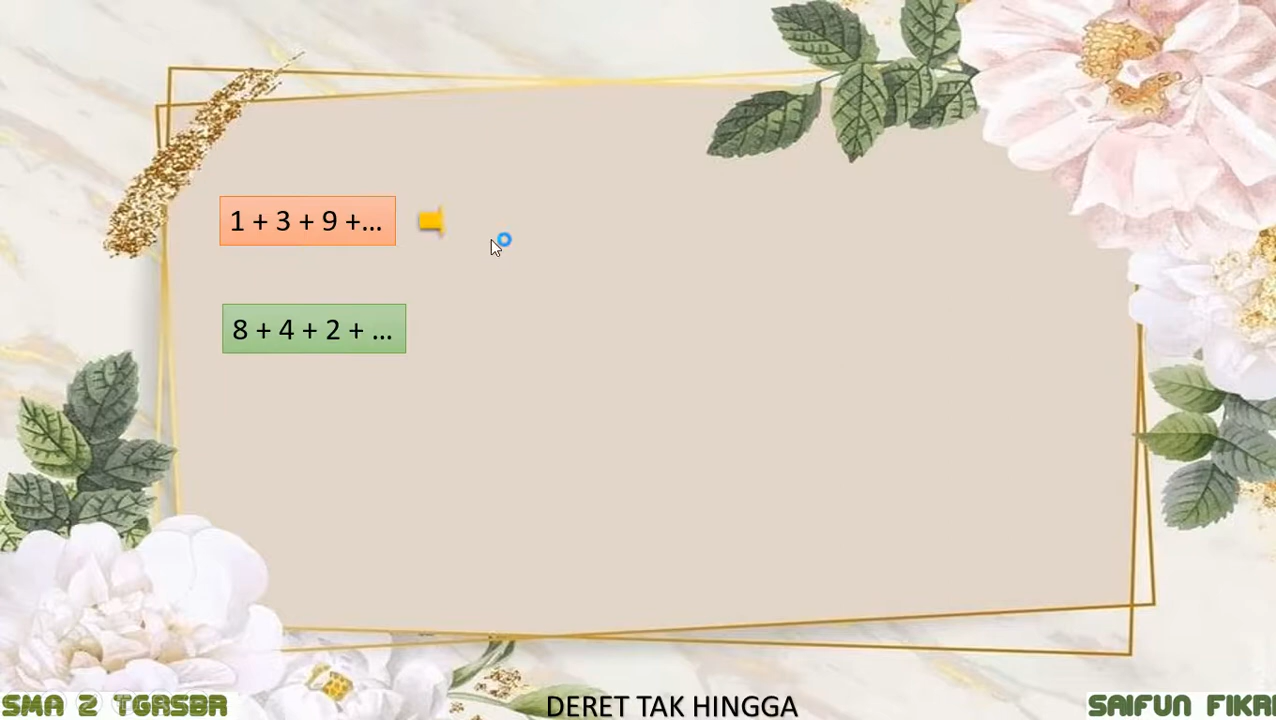 1 + 3 + 9 +...
8 + 4 + 2 + ...
SMA 2 TGRSBR
DERET TAK HINGGA
SAIFUN FIKRI